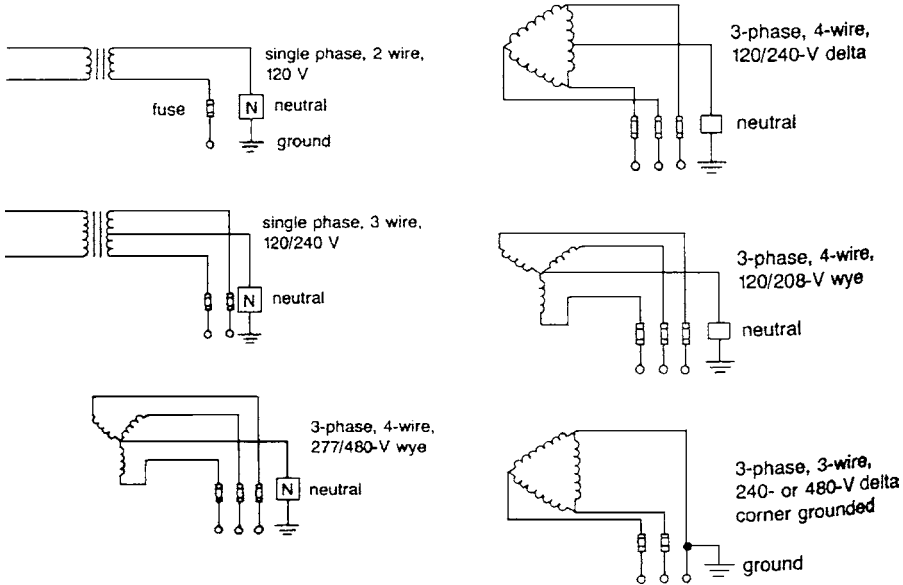 single phase, 2 wire,
120 V
fuse
N
neutral
ground
single phase, 3 wire,
120/240 V
N
neutral
3-phase, 4-wire,
277/480-V wye
N
neutral
3-phase, 4-wire,
120/240-V delta
neutral
3-phase, 4-wire,
120/208-V wye
neutral
3-phase, 3-wire,
240- or 480-V delta
corner grounded
ground